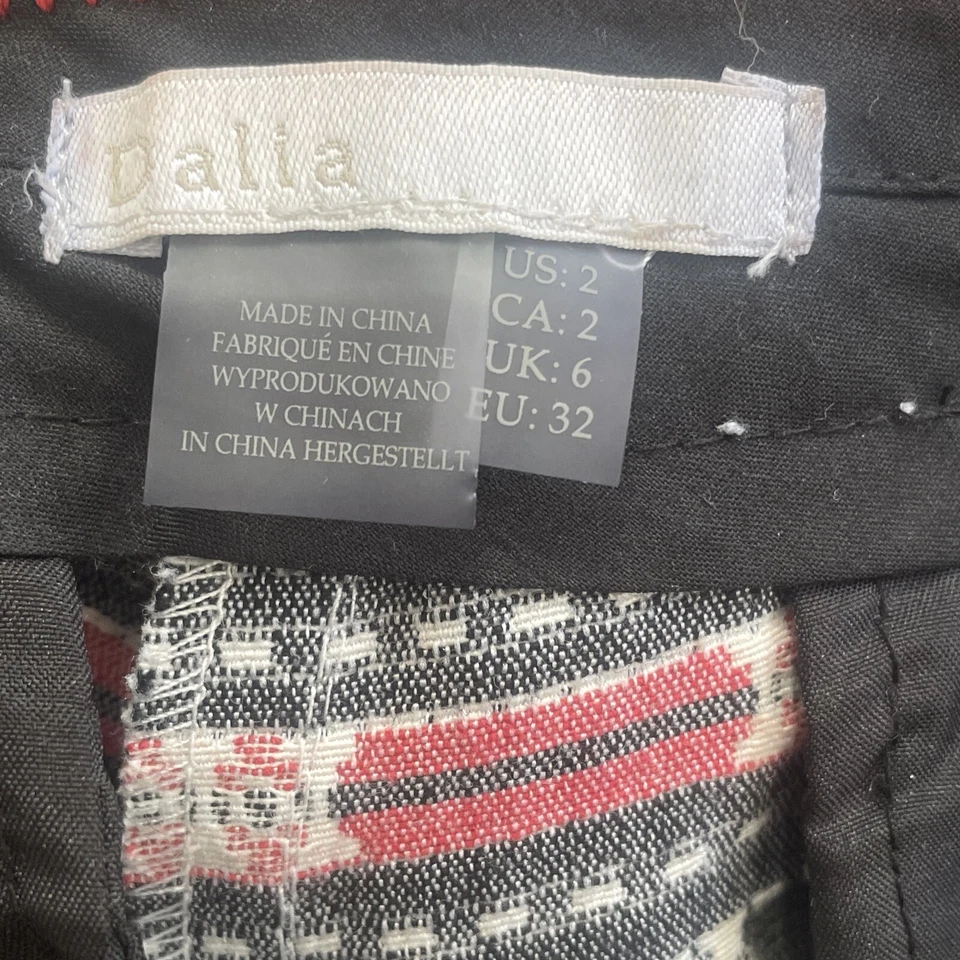 Dalia
MADE IN CHINA
FABRIQUÉ EN CHINE
WYPRODUKOWANO
W CHINACH
IN CHINA HERGESTELLT
US: 2
CA: 2
UK: 6
EU: 32